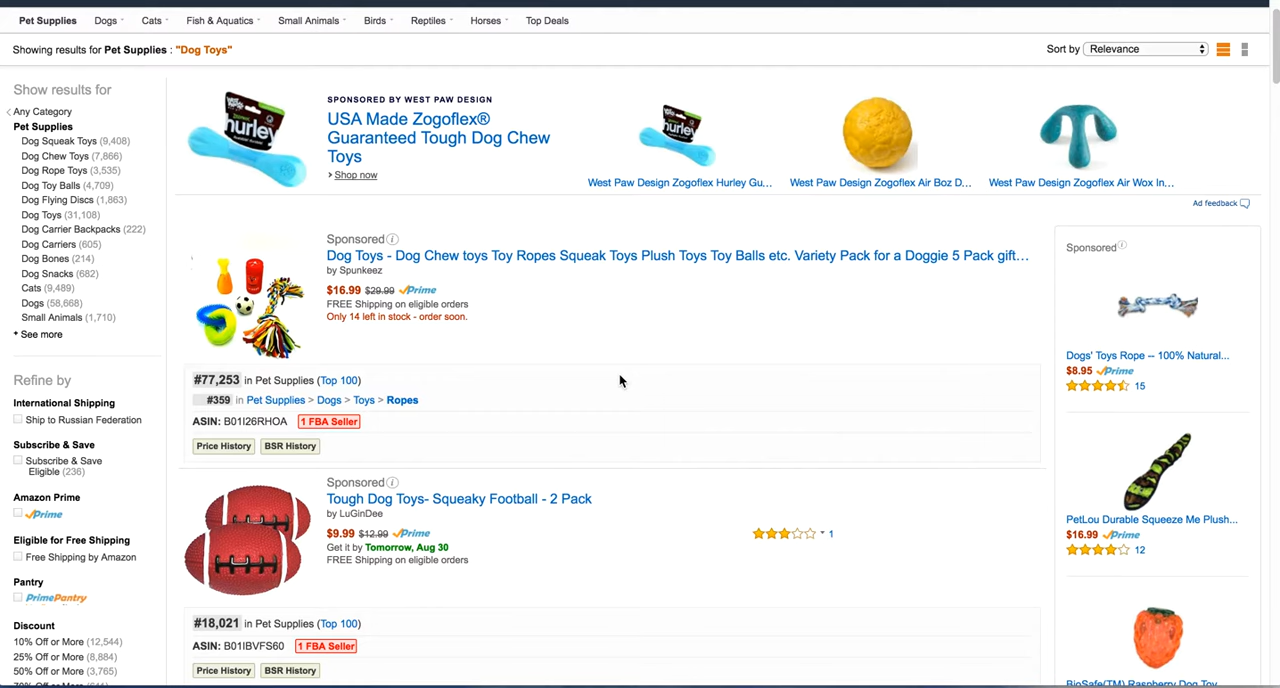 Pet Supplies Dogs Cats Fish & Aquatics Small Animals Birds Reptiles Horses Top Deals
Showing results for Pet Supplies : "Dog Toys"
Sort by Relevance
Show results for
Any Category
Pet Supplies
Dog Squeak Toys (9,408)
Dog Chew Toys (7,866)
Dog Rope Toys (3,535)
Dog Toy Balls (4,709)
Dog Flying Discs (1,863)
Dog Toys (31,108)
Dog Carrier Backpacks (222)
Dog Carriers (605)
Dog Bones (214)
Dog Snacks (682)
Cats (9,489)
Dogs (58,668)
Small Animals (1,710)
See more
Refine by
International Shipping
Ship to Russian Federation
Subscribe & Save
Subscribe & Save
Eligible (236)
Amazon Prime
Prime
Eligible for Free Shipping
Free Shipping by Amazon
Pantry
PrimePantry
Discount
10% Off or More (12,544)
25% Off or More (8,884)
50% Off or More (3,765)
hurley
SPONSORED BY WEST PAW DESIGN
USA Made Zogoflex®
Guaranteed Tough Dog Chew
Toys
Shop now
hurley
West Paw Design Zogoflex Hurley Gu...
West Paw Design Zogoflex Air Boz D...
West Paw Design Zogoflex Air Wox In...
Ad feedback
Sponsored
Dog Toys - Dog Chew toys Toy Ropes Squeak Toys Plush Toys Toy Balls etc. Variety Pack for a Doggie 5 Pack gift...
by Spunkeez
$16.99 $29.99 Prime
FREE Shipping on eligible orders
Only 14 left in stock - order soon.
#77,253 in Pet Supplies (Top 100)
#359 in Pet Supplies > Dogs > Toys > Ropes
ASIN: B01I26RHOA 1 FBA Seller
Price History BSR History
Sponsored
Tough Dog Toys- Squeaky Football - 2 Pack
by LuGinDee
$9.99 $12.99 Prime
Get it by Tomorrow, Aug 30
FREE Shipping on eligible orders
1
#18,021 in Pet Supplies (Top 100)
ASIN: B01IBVFS60 1 FBA Seller
Price History BSR History
Sponsored
Dogs' Toys Rope -- 100% Natural...
$8.95 Prime
15
PetLou Durable Squeeze Me Plush...
$16.99 Prime
12
BioSafe(TM) Raspberry Dog Toy